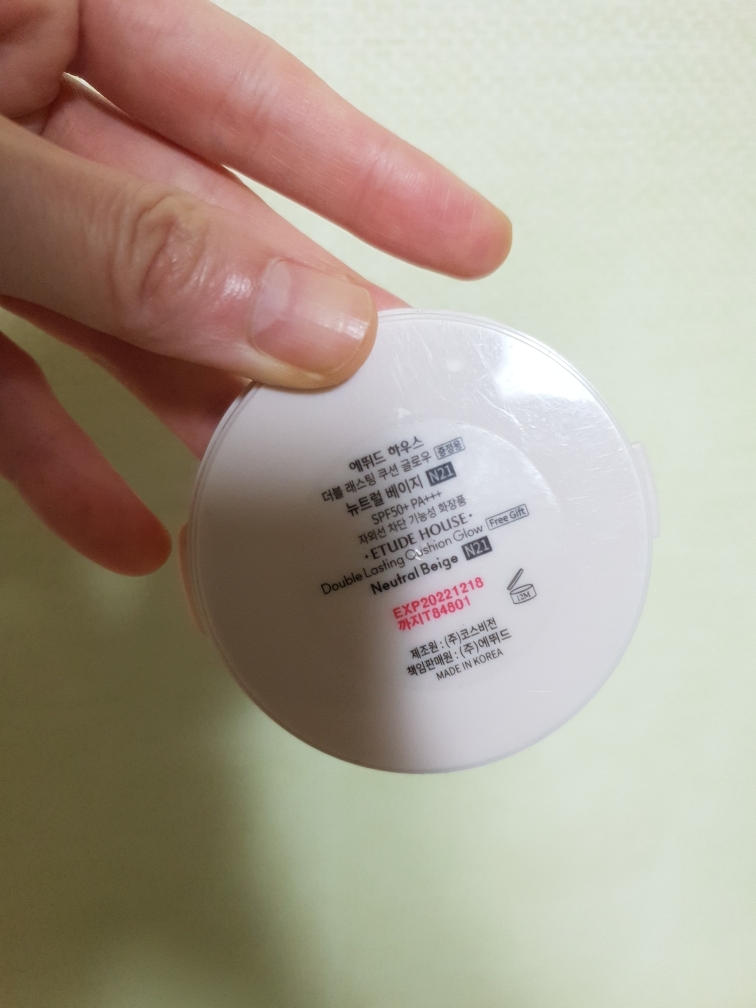 에뛰드 하우스
더블 래스팅 쿠션 글로우 증정용
뉴트럴 베이지 N21
SPF50+ PA+++
자외선 차단 기능성 화장품
·ETUDE HOUSE·
Double Lasting Cushion Glow Free Gift
Neutral Beige N21
EXP20221218
까지T84801
12M
제조원 : (주)코스비전
책임판매원 : (주)에뛰드
MADE IN KOREA